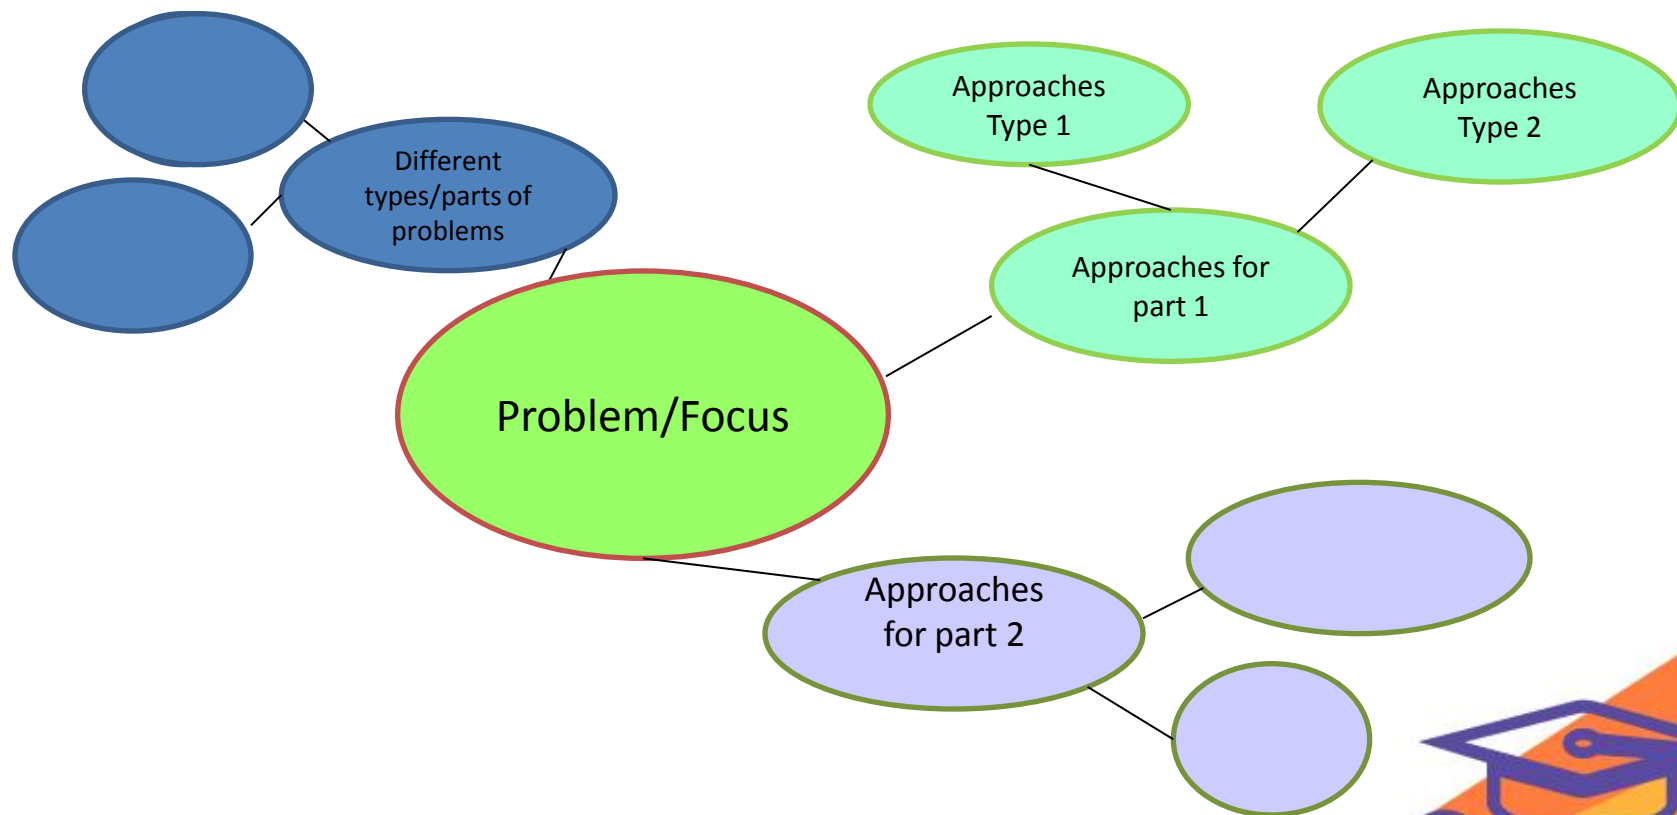 Approaches
Type 1
Approaches
Type 2
Different
types/parts of
problems
Approaches for
part 1
Problem/Focus
Approaches
for part 2